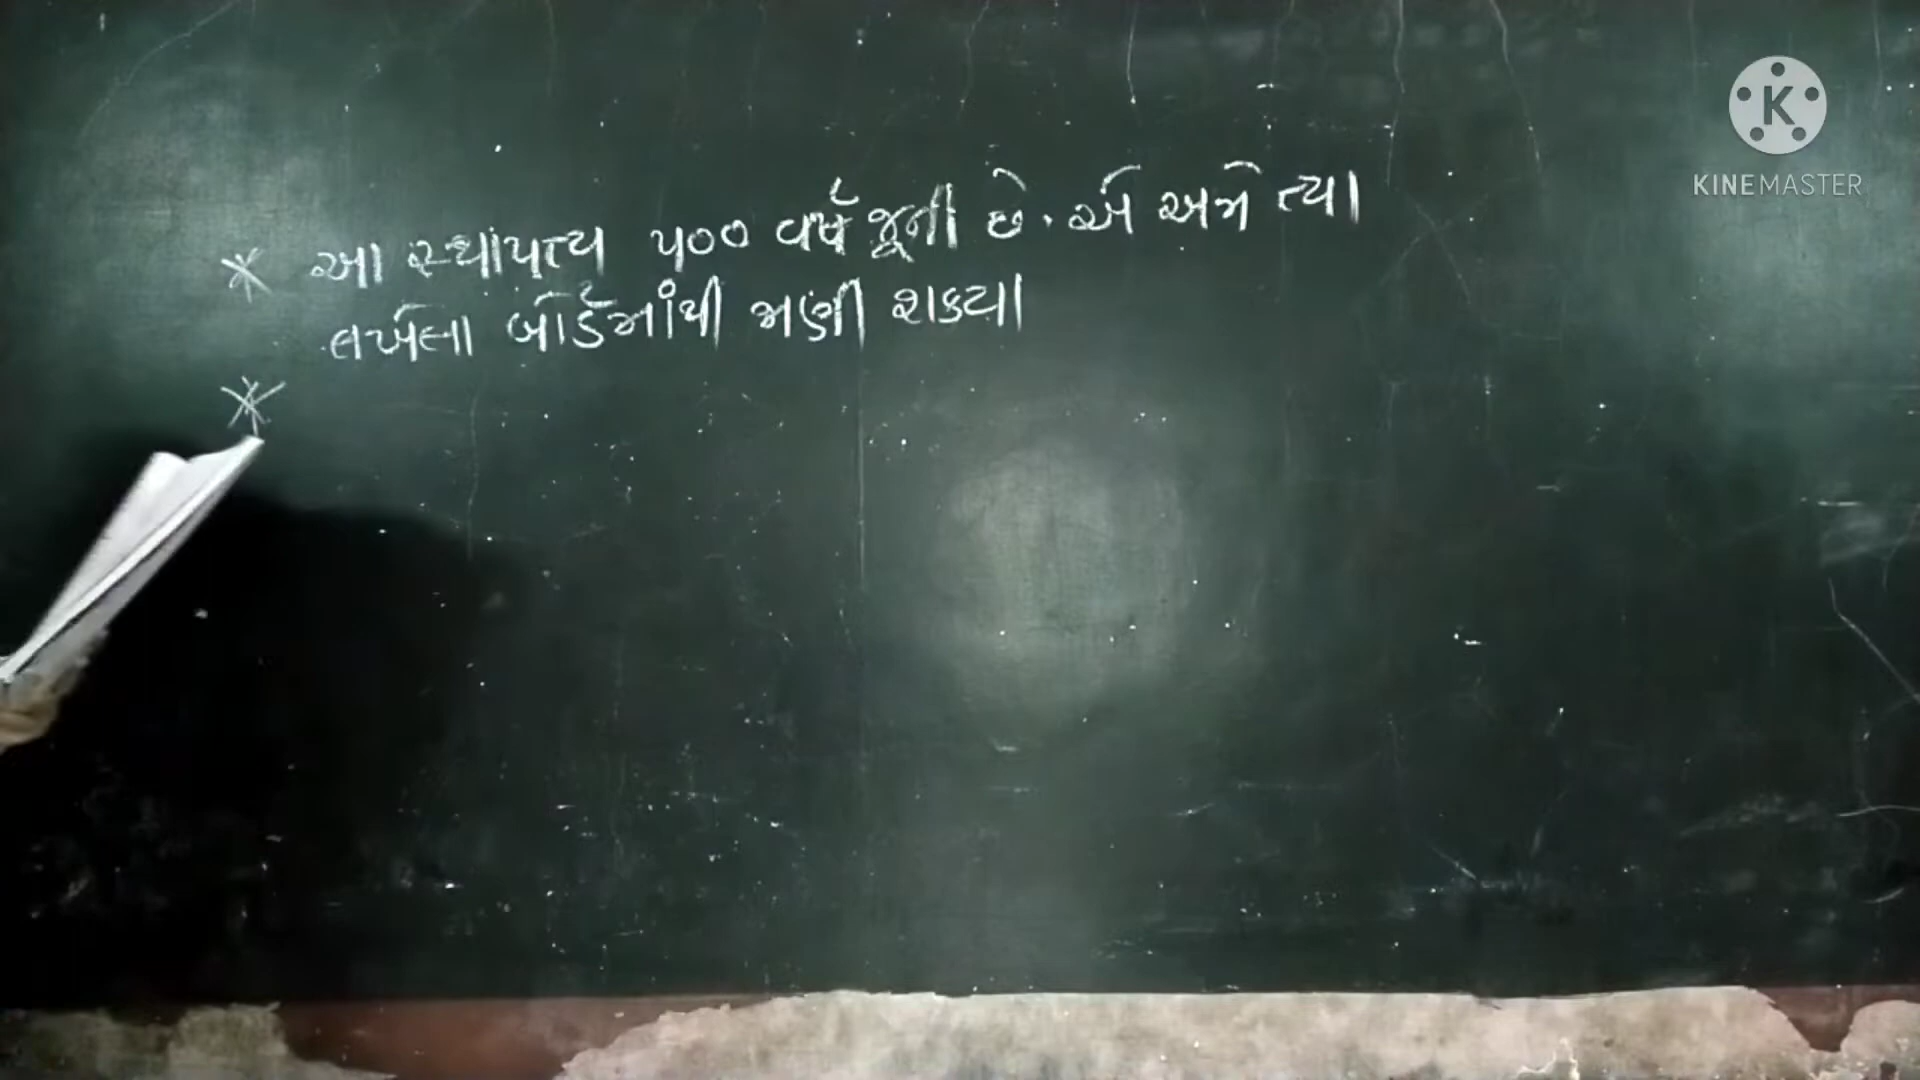 * આ સ્થાપત્ય ૫૦૦ વર્ષ જૂની છે. એ અમે ત્યા
લખેલા બોર્ડમાંથી જાણી શક્યા
*
K
KINEMASTER